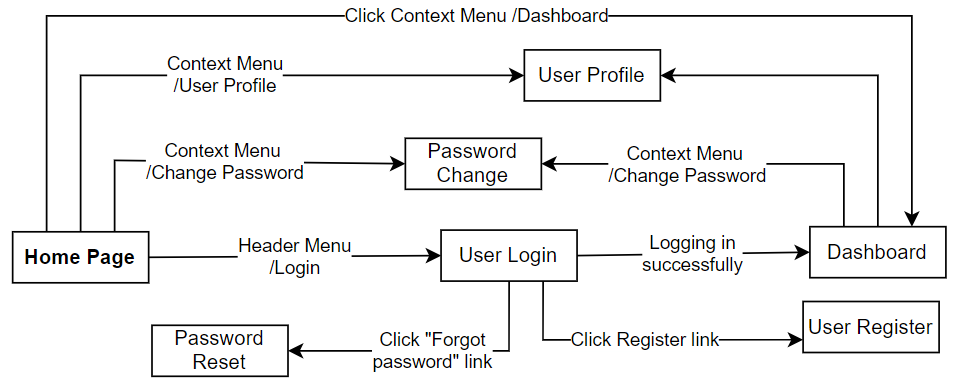 Click Context Menu /Dashboard
Context Menu
/User Profile
User Profile
Context Menu
/Change Password
Password
Change
Context Menu
/Change Password
Home Page
Header Menu
/Login
User Login
Logging in
successfully
Dashboard
Password
Reset
Click "Forgot
password" link
Click Register link
User Register